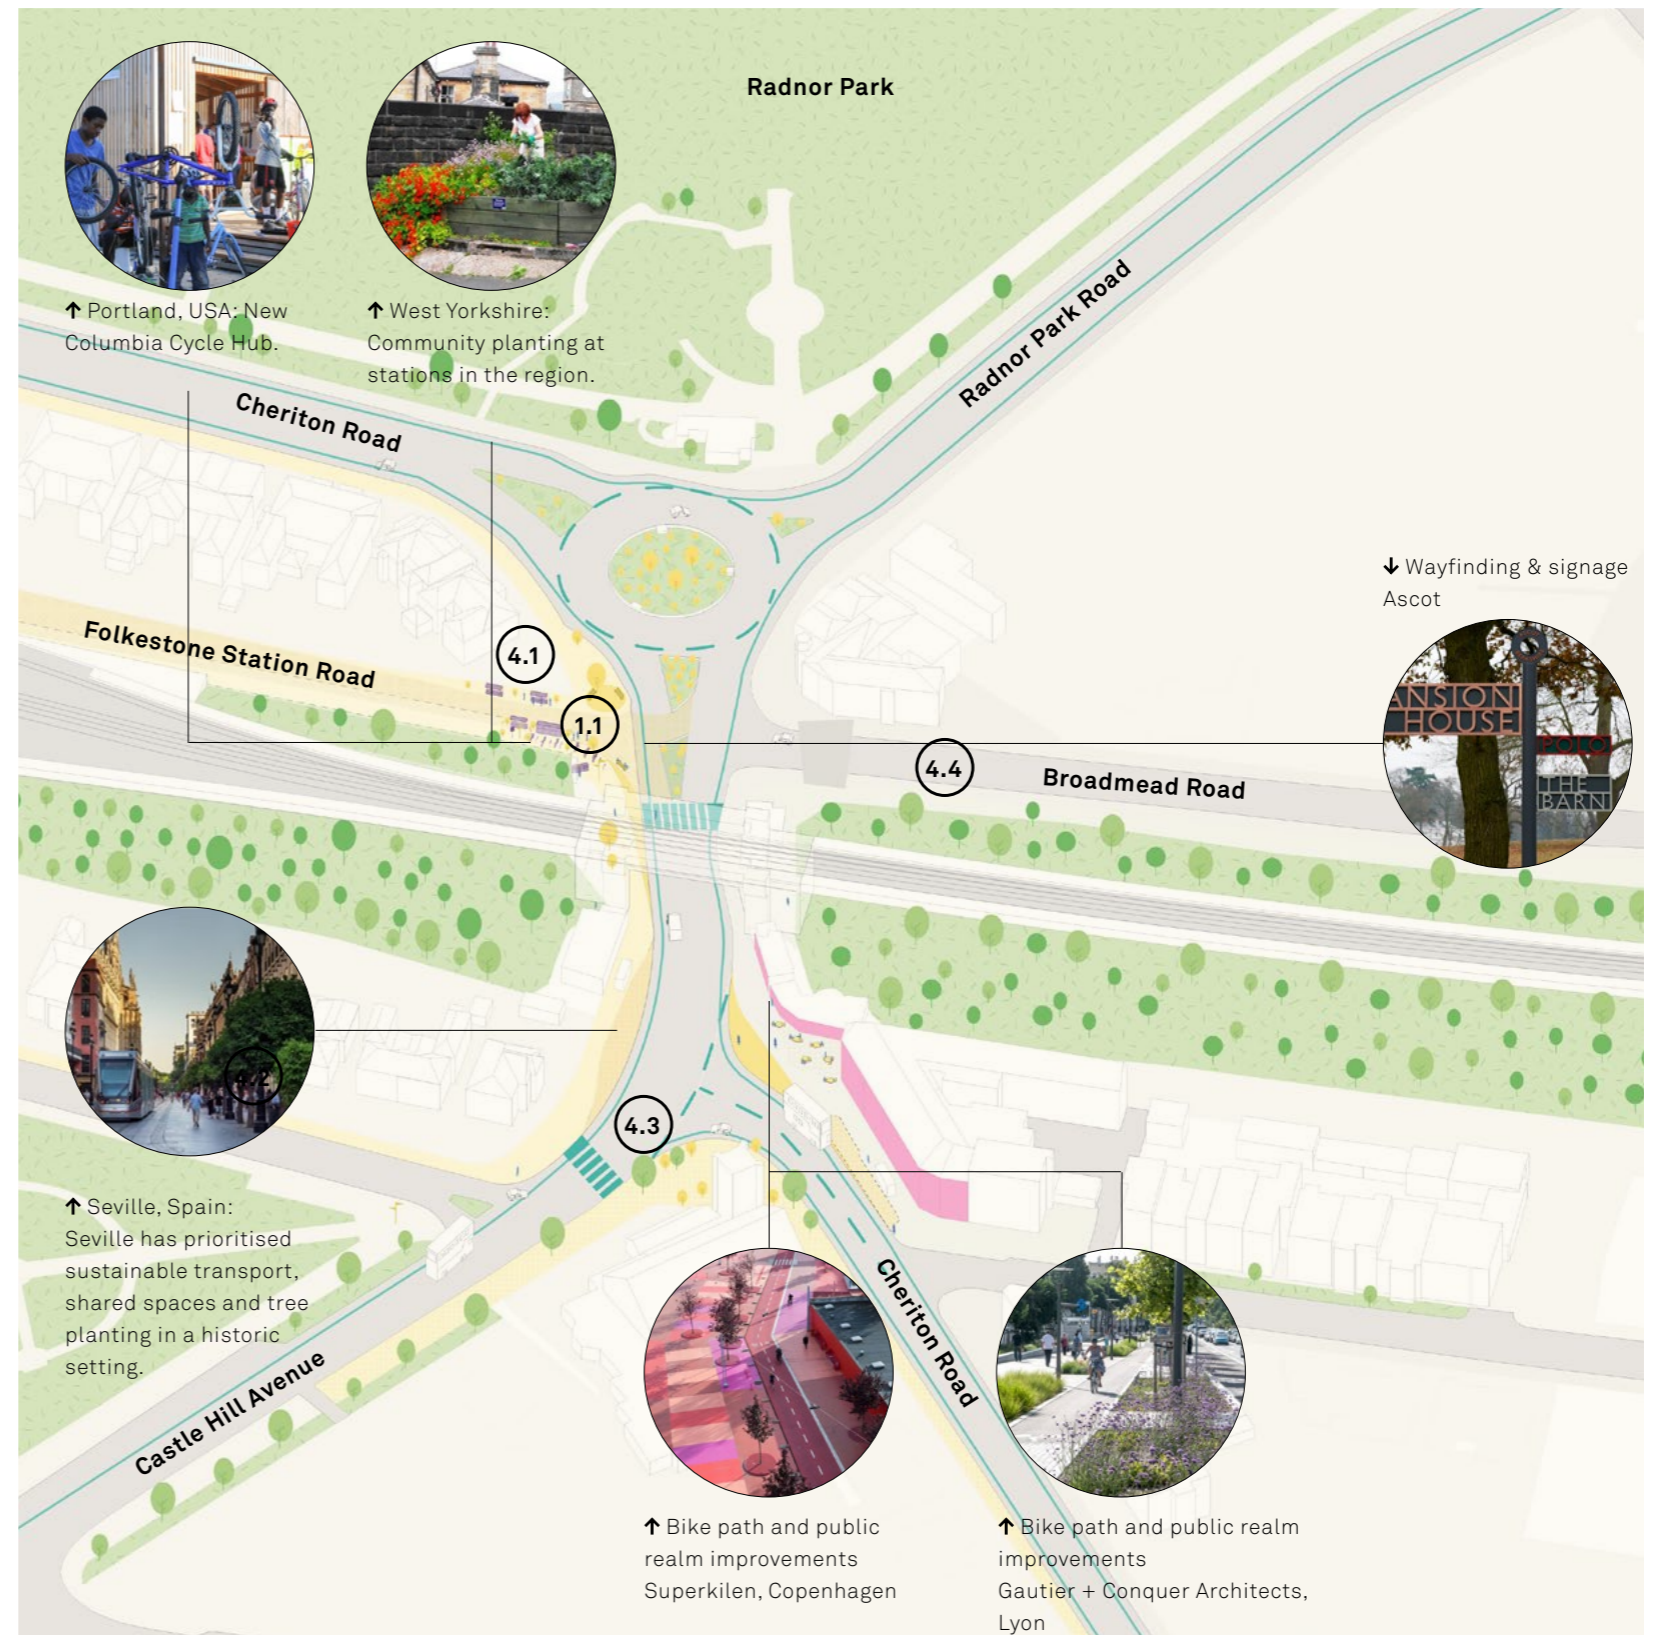 Radnor Park
↑ Portland, USA: New
Columbia Cycle Hub.
↑ West Yorkshire:
Community planting at
stations in the region.
Radnor Park Road
Cheriton Road
↓ Wayfinding & signage
Ascot
Folkestone Station Road
4.1
1.1
4.4
Broadmead Road
ANSION
HOUSE
POLO
THE
BARN
4.2
4.3
↑ Seville, Spain:
Seville has prioritised
sustainable transport,
shared spaces and tree
planting in a historic
setting.
Castle Hill Avenue
Cheriton Road
↑ Bike path and public
realm improvements
Superkilen, Copenhagen
↑ Bike path and public realm
improvements
Gautier + Conquer Architects,
Lyon